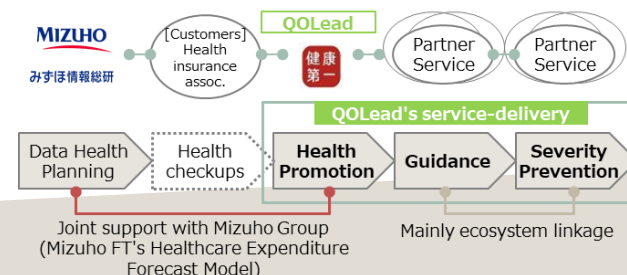 MIZUHO
みずほ情報総研
[Customers]
Health
insurance
assoc.
QOLead
健康
第一
Partner
Service
Partner
Service
QOLead's service-delivery
Data Health
Planning
Health
checkups
Health
Promotion
Guidance
Severity
Prevention
Joint support with Mizuho Group
(Mizuho FT's Healthcare Expenditure
Forecast Model)
Mainly ecosystem linkage